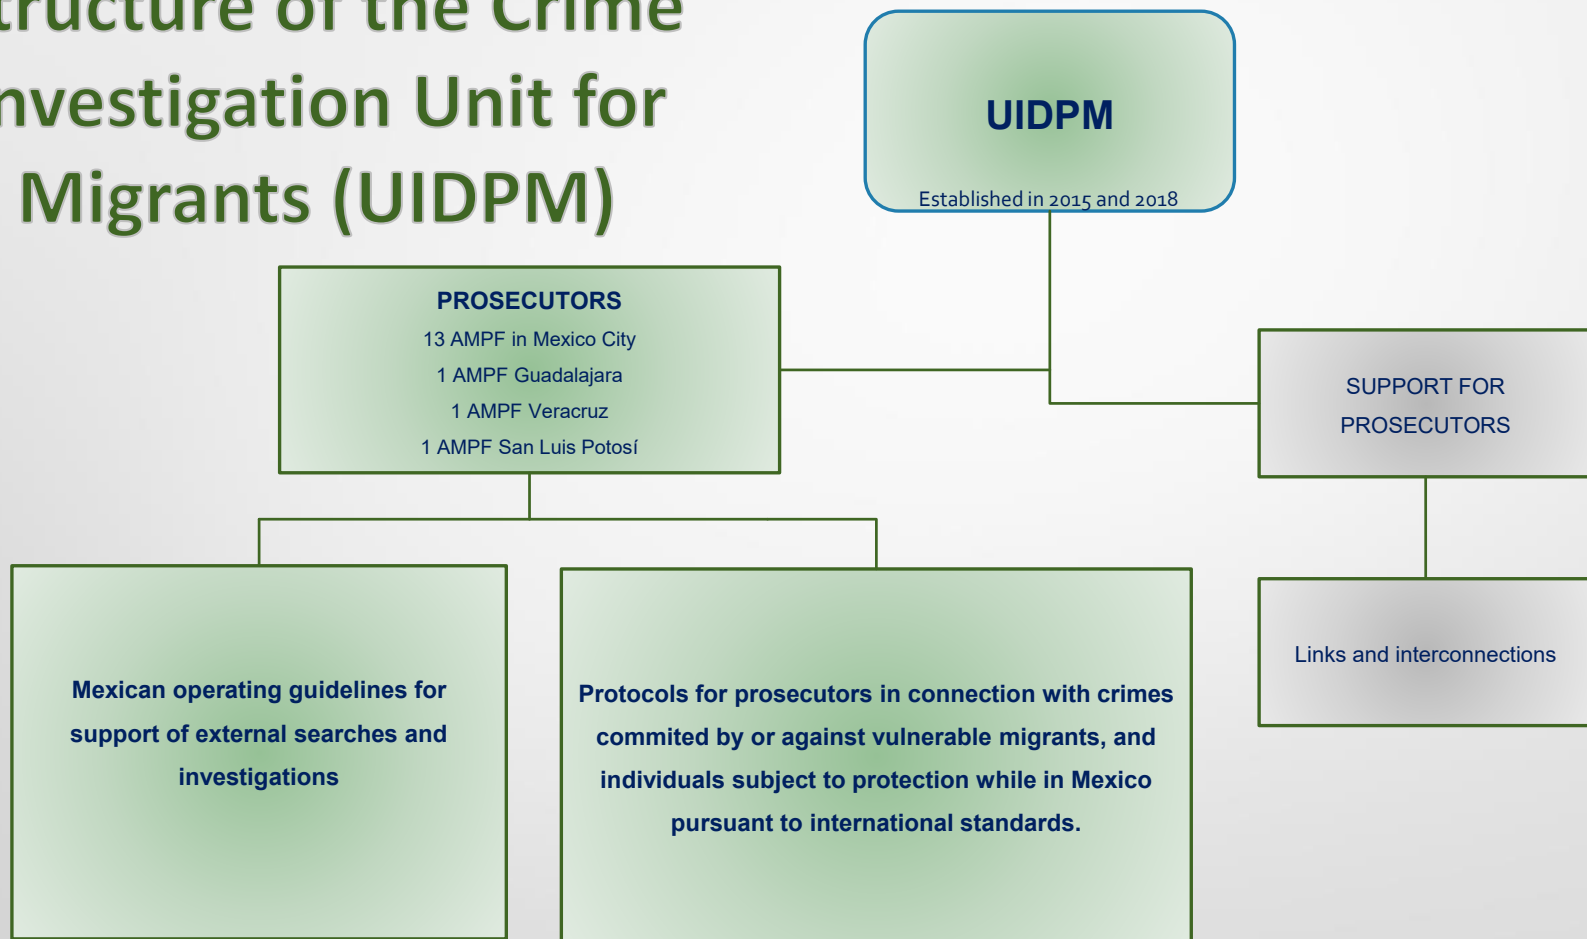 tructure of the Crime
nvestigation Unit for
Migrants (UIDPM)
UIDPM
Established in 2015 and 2018
PROSECUTORS
13 AMPF in Mexico City
1 AMPF Guadalajara
1 AMPF Veracruz
1 AMPF San Luis Potosí
SUPPORT FOR
PROSECUTORS
Mexican operating guidelines for
support of external searches and
investigations
Protocols for prosecutors in connection with crimes
commited by or against vulnerable migrants, and
individuals subject to protection while in Mexico
pursuant to international standards.
Links and interconnections